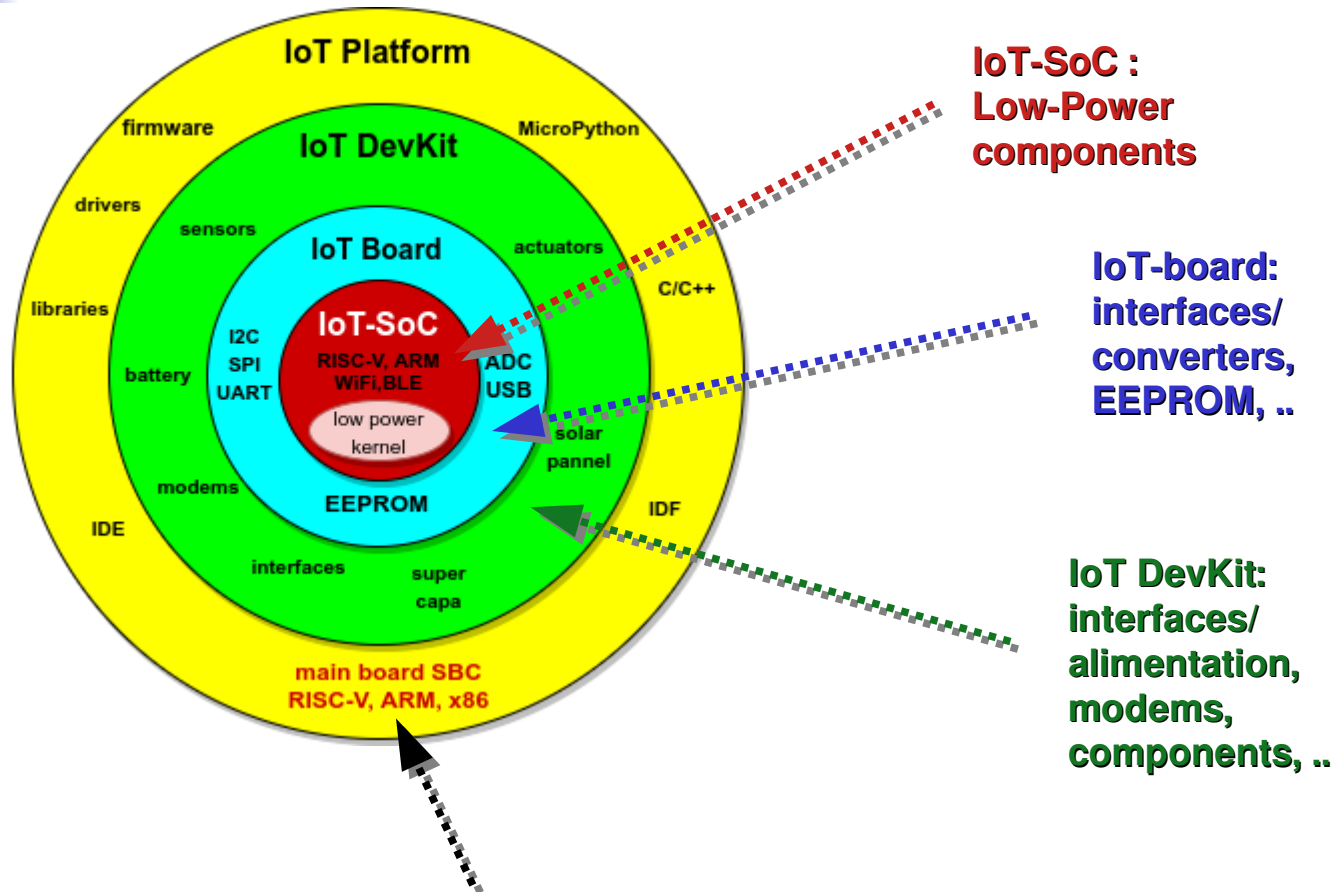 IoT Platform
firmware
MicroPython
IoT DevKit
drivers
sensors
actuators
IoT Board
libraries
C/C++
IoT-SoC
I2C
SPI
UART
RISC-V, ARM
WiFi,BLE
ADC
USB
battery
low power
kernel
solar
pannel
modems
EEPROM
IDE
IDF
interfaces
super
capa
main board SBC
RISC-V, ARM, x86
IoT-SoC :
Low-Power
components
IoT-board:
interfaces/
converters,
EEPROM, ..
IoT DevKit:
interfaces/
alimentation,
modems,
components, ..